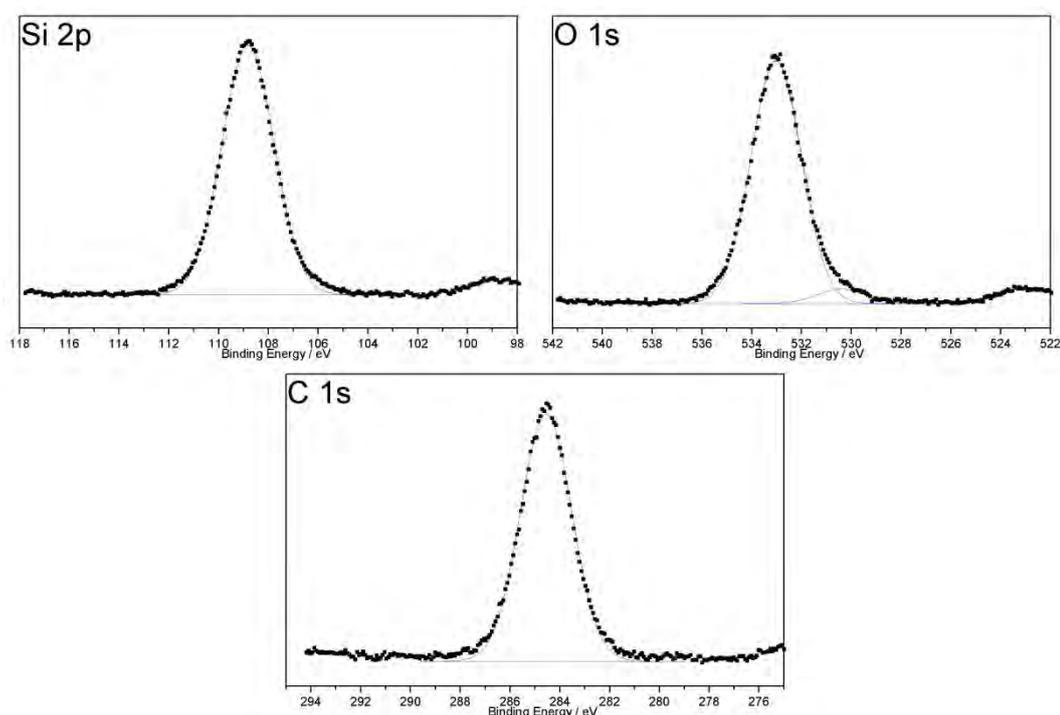 Si 2p
118 116 114 112 110 108 106 104 102 100 98
Binding Energy / eV
O 1s
542 540 538 536 534 532 530 528 526 524 522
Binding Energy / eV
C 1s
294 292 290 288 286 284 282 280 278 276
Binding Energy / eV